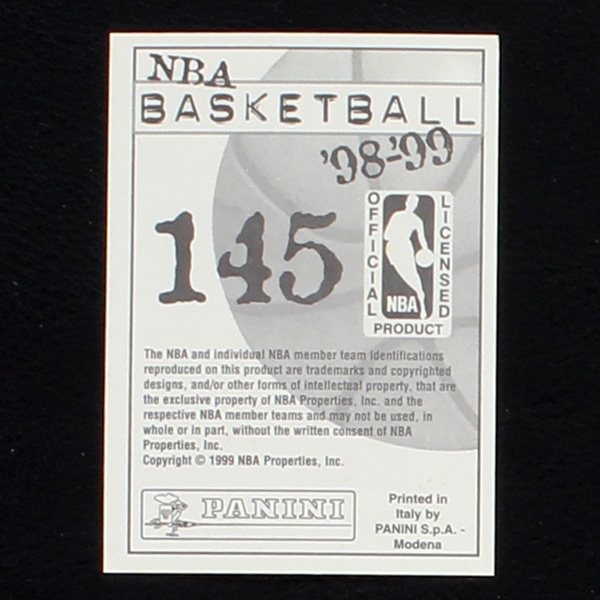 NBA
BASKETBALL
'98-'99
145
OFFICIAL
LICENSED
NBA
PRODUCT
The NBA and individual NBA member team identifications
reproduced on this product are trademarks and copyrighted
designs, and/or other forms of intellectual property, that are
the exclusive property of NBA Properties, Inc. and the
respective NBA member teams and may not be used, in
whole or in part, without the written consent of NBA
Properties, Inc.
Copyright © 1999 NBA Properties, Inc.
PANINI
Printed in
Italy by
PANINI S.p.A. -
Modena